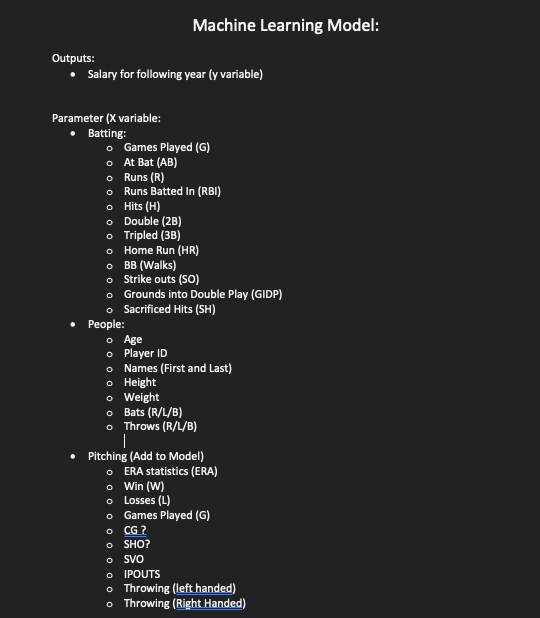 Machine Learning Model:
Outputs:
• Salary for following year (y variable)
Parameter (X variable:
• Batting:
o Games Played (G)
o At Bat (AB)
o Runs (R)
o Runs Batted In (RBI)
o Hits (H)
o Double (2B)
o Tripled (3B)
o Home Run (HR)
o BB (Walks)
o Strike outs (SO)
o Grounds into Double Play (GIDP)
o Sacrificed Hits (SH)
• People:
o Age
o Player ID
o Names (First and Last)
o Height
o Weight
o Bats (R/L/B)
o Throws (R/L/B)
• Pitching (Add to Model)
o ERA statistics (ERA)
o Win (W)
o Losses (L)
o Games Played (G)
o CG ?
o SHO?
o SVO
o IPOUTS
o Throwing (left handed)
o Throwing (Right Handed)